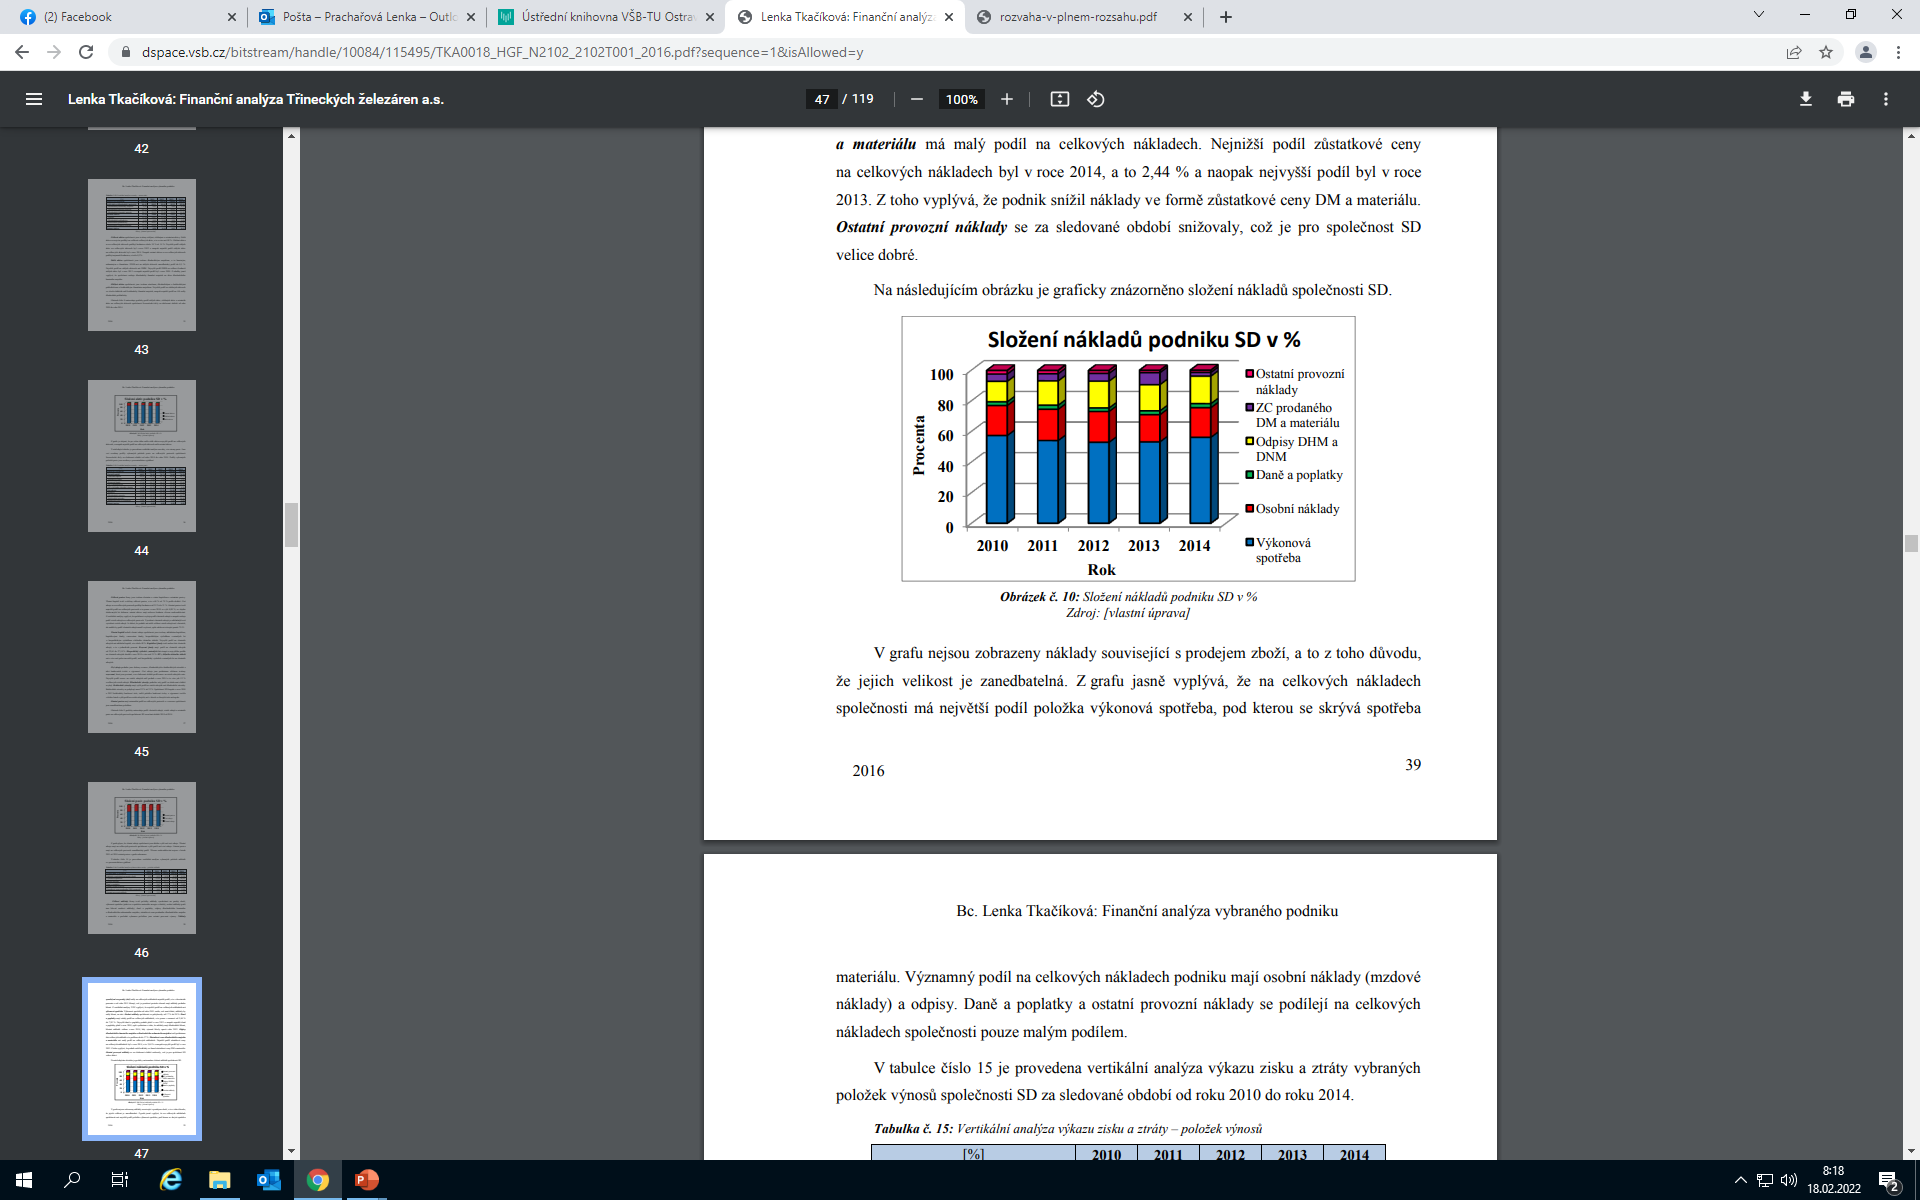 (2) Facebook
Pošta – Prachařová Lenka – Outlo
Ústřední knihovna VŠB-TU Ostrav
Lenka Tkačíková: Finanční analýz
rozvaha-v-plnem-rozsahu.pdf
dspace.vsb.cz/bitstream/handle/10084/115495/TKA0018_HGF_N2102_2102T001_2016.pdf?sequence=1&isAllowed=y
Lenka Tkačíková: Finanční analýza Třineckých železáren a.s.
47 / 119
100%
42
43
44
45
46
47
a materiálu má malý podíl na celkových nákladech. Nejnižší podíl zůstatkové ceny
na celkových nákladech byl v roce 2014, a to 2,44 % a naopak nejvyšší podíl byl v roce
2013. Z toho vyplývá, že podnik snížil náklady ve formě zůstatkové ceny DM a materiálu.
Ostatní provozní náklady se za sledované období snižovaly, což je pro společnost SD
velice dobré.
Na následujícím obrázku je graficky znázorněno složení nákladů společnosti SD.
Složení nákladů podniku SD v %
Procenta
100
80
60
40
20
0
2010 2011 2012 2013 2014
Rok
Ostatní provozní
náklady
ZC prodaného
DM a materiálu
Odpisy DHM a
DNM
Daně a poplatky
Osobní náklady
Výkonová
spotřeba
Obrázek č. 10: Složení nákladů podniku SD v %
Zdroj: [vlastní úprava]
V grafu nejsou zobrazeny náklady související s prodejem zboží, a to z toho důvodu,
že jejich velikost je zanedbatelná. Z grafu jasně vyplývá, že na celkových nákladech
společnosti má největší podíl položka výkonová spotřeba, pod kterou se skrývá spotřeba
2016
39
Bc. Lenka Tkačíková: Finanční analýza vybraného podniku
materiálu. Významný podíl na celkových nákladech podniku mají osobní náklady (mzdové
náklady) a odpisy. Daně a poplatky a ostatní provozní náklady se podílejí na celkových
nákladech společnosti pouze malým podílem.
V tabulce číslo 15 je provedena vertikální analýza výkazu zisku a ztráty vybraných
položek výnosů společnosti SD za sledované období od roku 2010 do roku 2014.
Tabulka č. 15: Vertikální analýza výkazu zisku a ztráty – položek výnosů
[%] 2010 2011 2012 2013 2014
8:18
18.02.2022
2